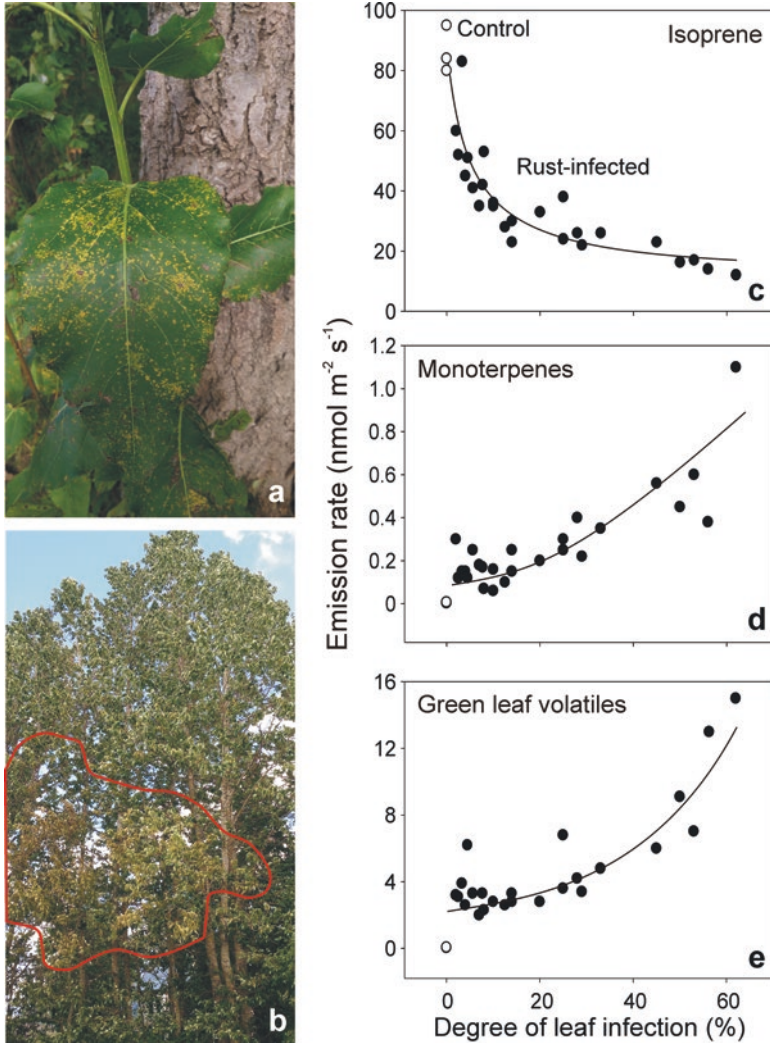 a
b
Emission rate (nmol m⁻² s⁻¹)
100
80
60
40
20
0
Control
Isoprene
Rust-infected
c
1.2
1.0
0.8
0.6
0.4
0.2
0
Monoterpenes
d
16
12
8
4
0
Green leaf volatiles
e
0 20 40 60
Degree of leaf infection (%)